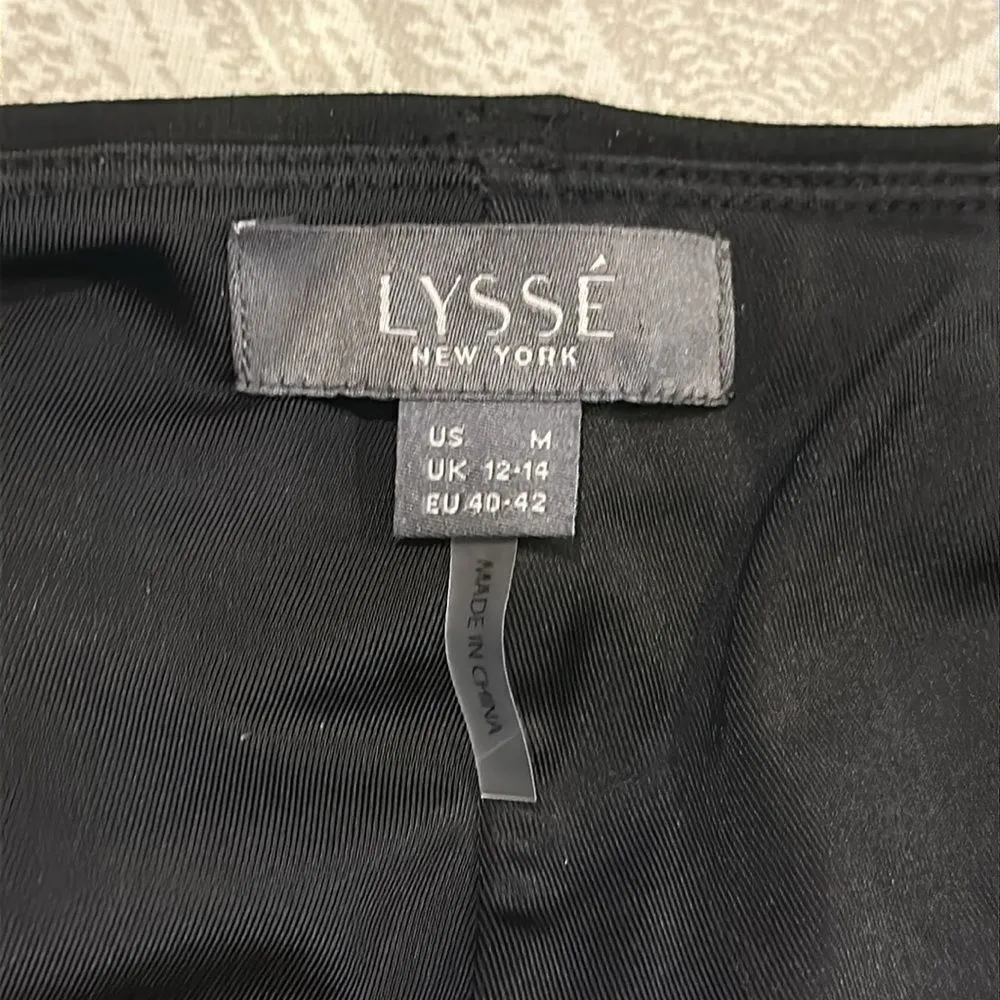 LYSSÉ
NEW YORK
US M
UK 12-14
EU 40-42
MADE IN CHINA